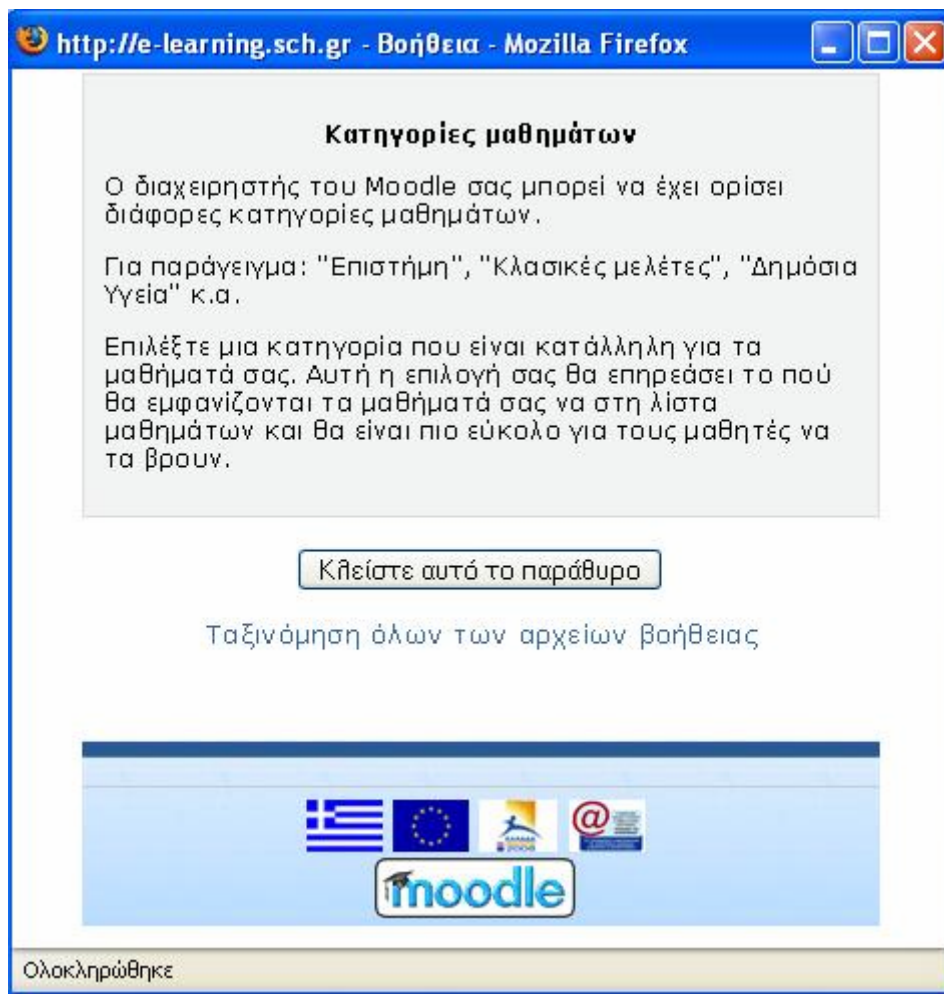 http://e-learning.sch.gr - Βοήθεια - Mozilla Firefox
Κατηγορίες μαθημάτων
Ο διαχειρηστής του Moodle σας μπορεί να έχει ορίσει
διάφορες κατηγορίες μαθημάτων.
Για παράγειγμα: "Επιστήμη", "Κλασικές μελέτες", "Δημόσια
Υγεία" κ.α.
Επιλέξτε μια κατηγορία που είναι κατάλληλη για τα
μαθήματά σας. Αυτή η επιλογή σας θα επηρεάσει το πού
θα εμφανίζονται τα μαθήματά σας να στη λίστα
μαθημάτων και θα είναι πιο εύκολο για τους μαθητές να
τα βρουν.
Κλείστε αυτό το παράθυρο
Ταξινόμηση όλων των αρχείων βοήθειας
@
moodle
Ολοκληρώθηκε